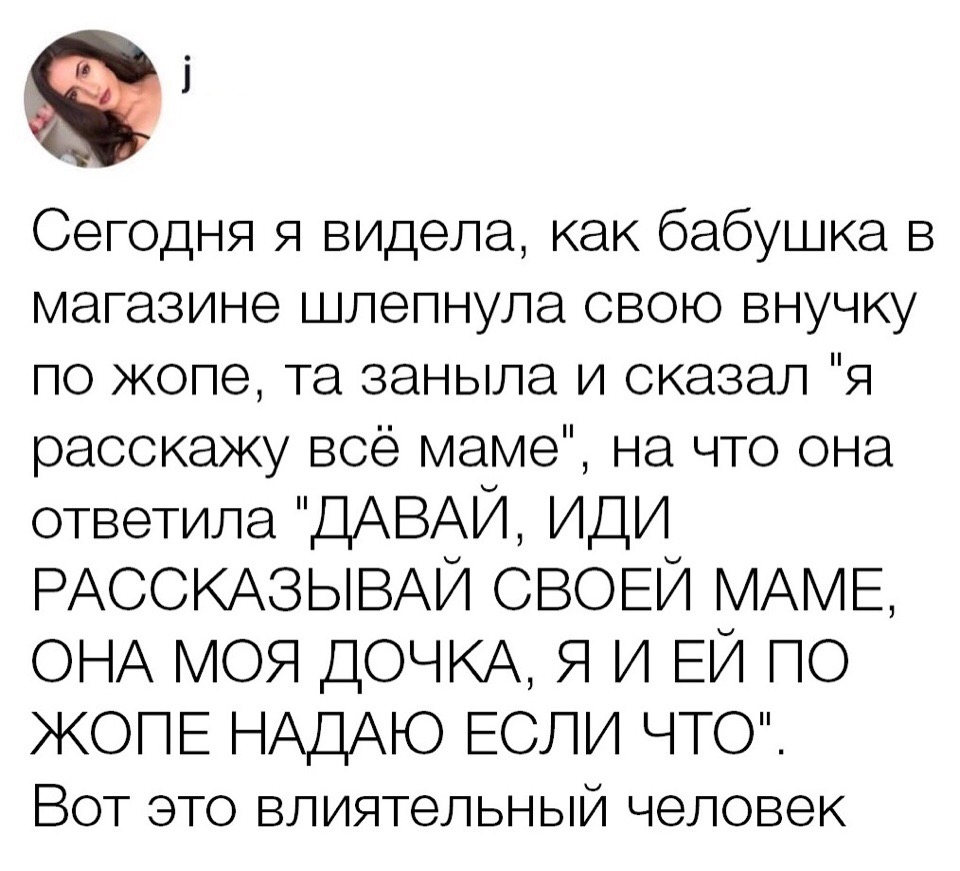 j
Сегодня я видела, как бабушка в
магазине шлепнула свою внучку
по жопе, та заныла и сказал "я
расскажу всё маме", на что она
ответила "ДАВАЙ, ИДИ
РАССКАЗЫВАЙ СВОЕЙ МАМЕ,
ОНА МОЯ ДОЧКА, Я И ЕЙ ПО
ЖОПЕ НАДАЮ ЕСЛИ ЧТО".
Вот это влиятельный человек